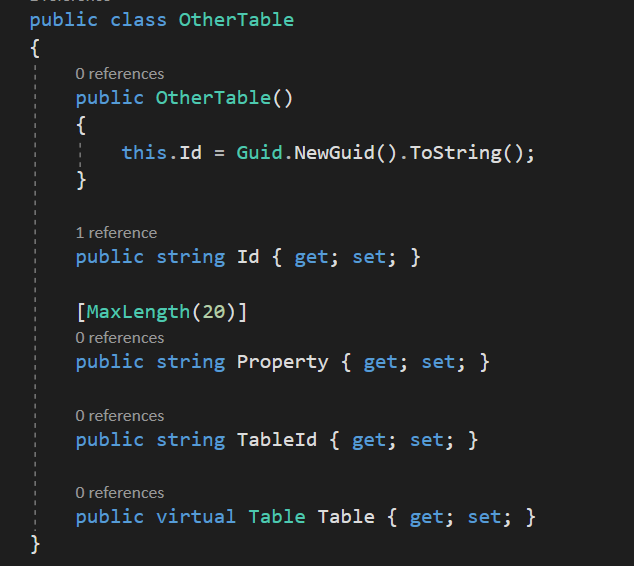 public class OtherTable
{
0 references
public OtherTable()
{
this.Id = Guid.NewGuid().ToString();
}
1 reference
public string Id { get; set; }
[MaxLength(20)]
0 references
public string Property { get; set; }
0 references
public string TableId { get; set; }
0 references
public virtual Table Table { get; set; }
}